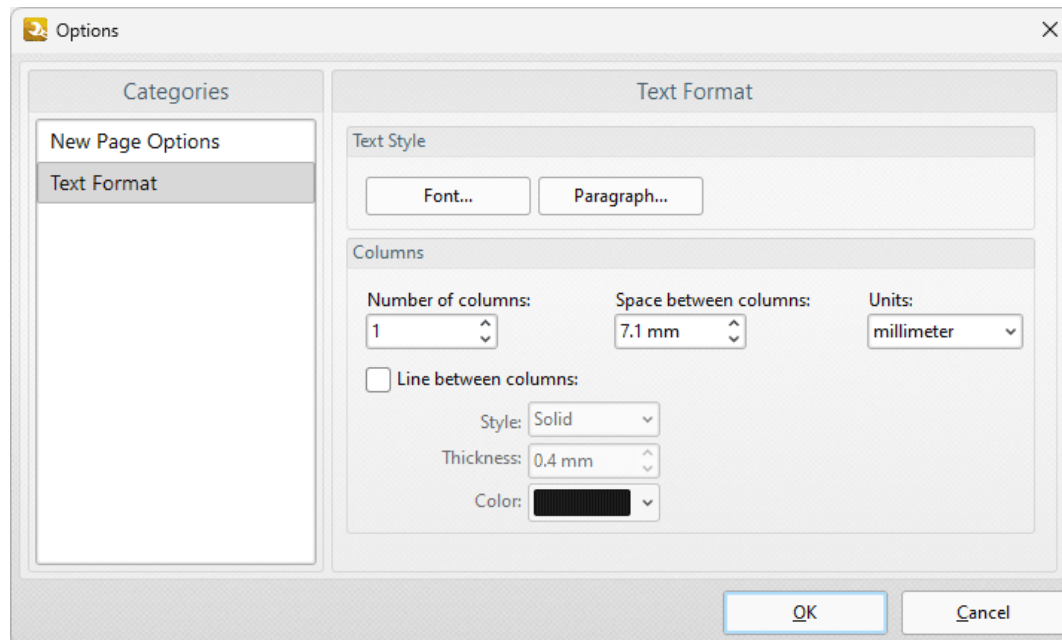 Options
Categories
New Page Options
Text Format
Text Format
Text Style
Font...
Paragraph...
Columns
Number of columns:
Space between columns:
Units:
1
7.1 mm
millimeter
Line between columns:
Style: Solid
Thickness: 0.4 mm
Color:
OK
Cancel